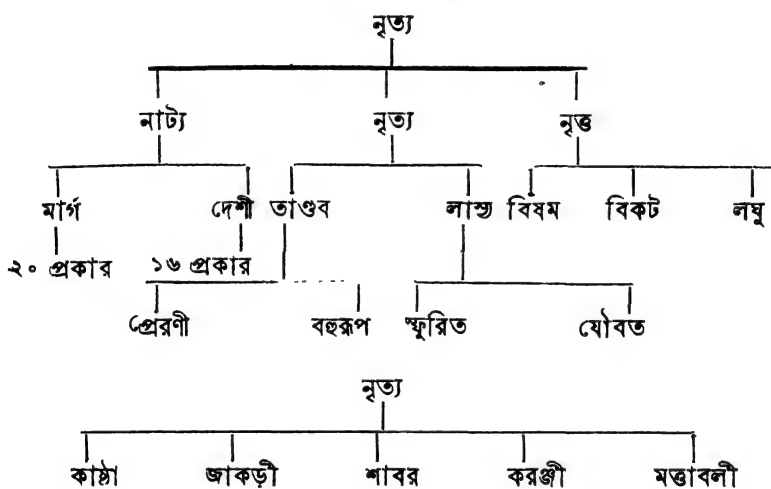 নৃত্য
নাট্য নৃত্য নৃত্ত
মার্গ দেশী তাণ্ডব লাস্য বিষম বিকট লঘু
২০ প্রকার ১৬ প্রকার
প্রেরণী বহুরূপ স্ফুরিত যৌবত
নৃত্য
কাষ্ঠা জাকড়ী শাবর করঞ্জী মত্তাবলী